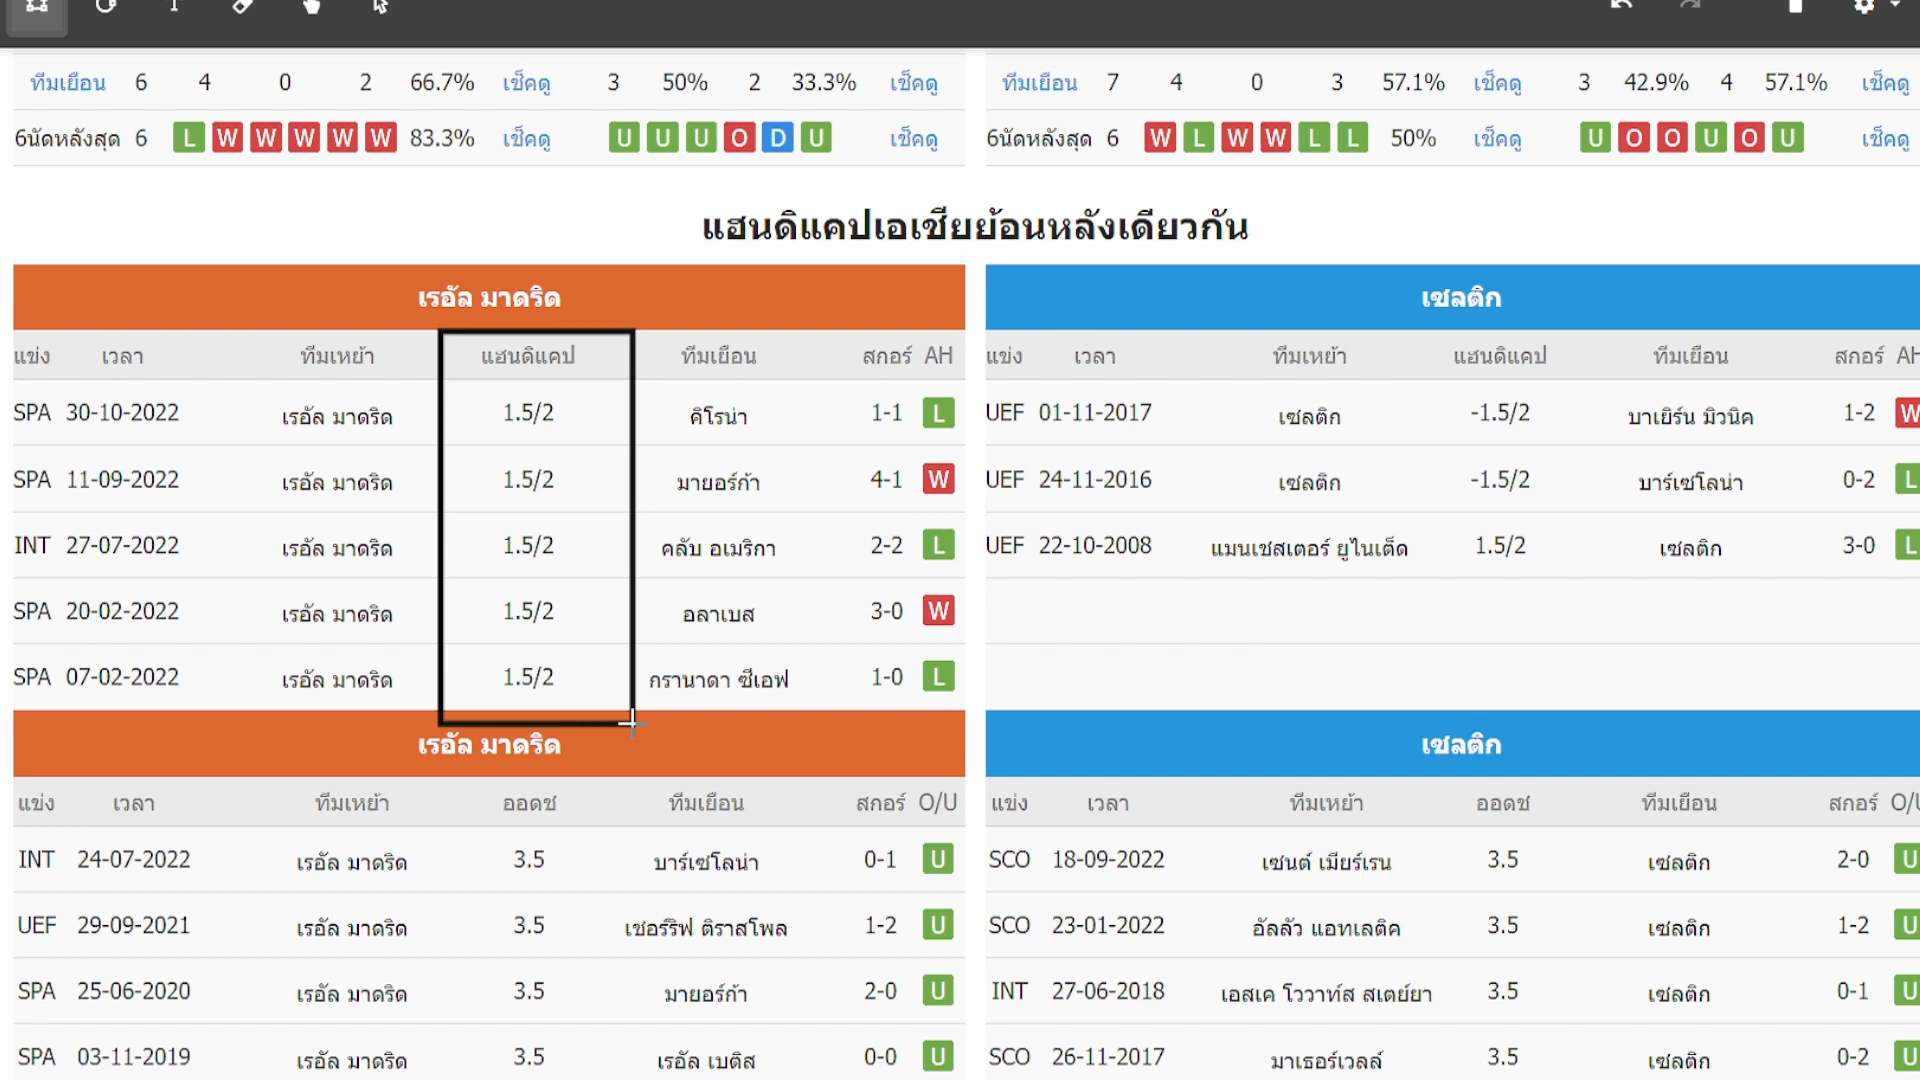 ทีมเยือน 6 4 0 2 66.7% เช็คดู 3 50% 2 33.3% เช็คดู
6นัดหลังสุด 6 L W W W W W 83.3% เช็คดู U U U O D U เช็คดู
ทีมเยือน 7 4 0 3 57.1% เช็คดู 3 42.9% 4 57.1% เช็คดู
6นัดหลังสุด 6 W L W W L L 50% เช็คดู U O O U O U เช็คดู
แฮนดิแคปเอเชียย้อนหลังเดียวกัน
เรอัล มาดริด
แข่ง เวลา ทีมเหย้า แฮนดิแคป ทีมเยือน สกอร์ AH
SPA 30-10-2022 เรอัล มาดริด 1.5/2 คิโรน่า 1-1 L
SPA 11-09-2022 เรอัล มาดริด 1.5/2 มายอร์ก้า 4-1 W
INT 27-07-2022 เรอัล มาดริด 1.5/2 คลับ อเมริกา 2-2 L
SPA 20-02-2022 เรอัล มาดริด 1.5/2 อลาเบส 3-0 W
SPA 07-02-2022 เรอัล มาดริด 1.5/2 กรานาดา ซีเอฟ 1-0 L
เซลติก
แข่ง เวลา ทีมเหย้า แฮนดิแคป ทีมเยือน สกอร์ AH
UEF 01-11-2017 เซลติก -1.5/2 บาเยิร์น มิวนิค 1-2 W
UEF 24-11-2016 เซลติก -1.5/2 บาร์เซโลน่า 0-2 L
UEF 22-10-2008 แมนเชสเตอร์ ยูไนเต็ด 1.5/2 เซลติก 3-0 L
เรอัล มาดริด
แข่ง เวลา ทีมเหย้า ออดซ์ ทีมเยือน สกอร์ O/U
INT 24-07-2022 เรอัล มาดริด 3.5 บาร์เซโลน่า 0-1 U
UEF 29-09-2021 เรอัล มาดริด 3.5 เชอร์ริฟ ติราสโพล 1-2 U
SPA 25-06-2020 เรอัล มาดริด 3.5 มายอร์ก้า 2-0 U
SPA 03-11-2019 เรอัล มาดริด 3.5 เรอัล เบติส 0-0 U
เซลติก
แข่ง เวลา ทีมเหย้า ออดซ์ ทีมเยือน สกอร์ O/U
SCO 18-09-2022 เซนต์ เมียร์เรน 3.5 เซลติก 2-0 U
SCO 23-01-2022 อัลลัว แอทเลติค 3.5 เซลติก 1-2 U
INT 27-06-2018 เอสเค โววาท์ส สเตย์ยา 3.5 เซลติก 0-1 U
SCO 26-11-2017 มาเธอร์เวลล์ 3.5 เซลติก 0-2 U